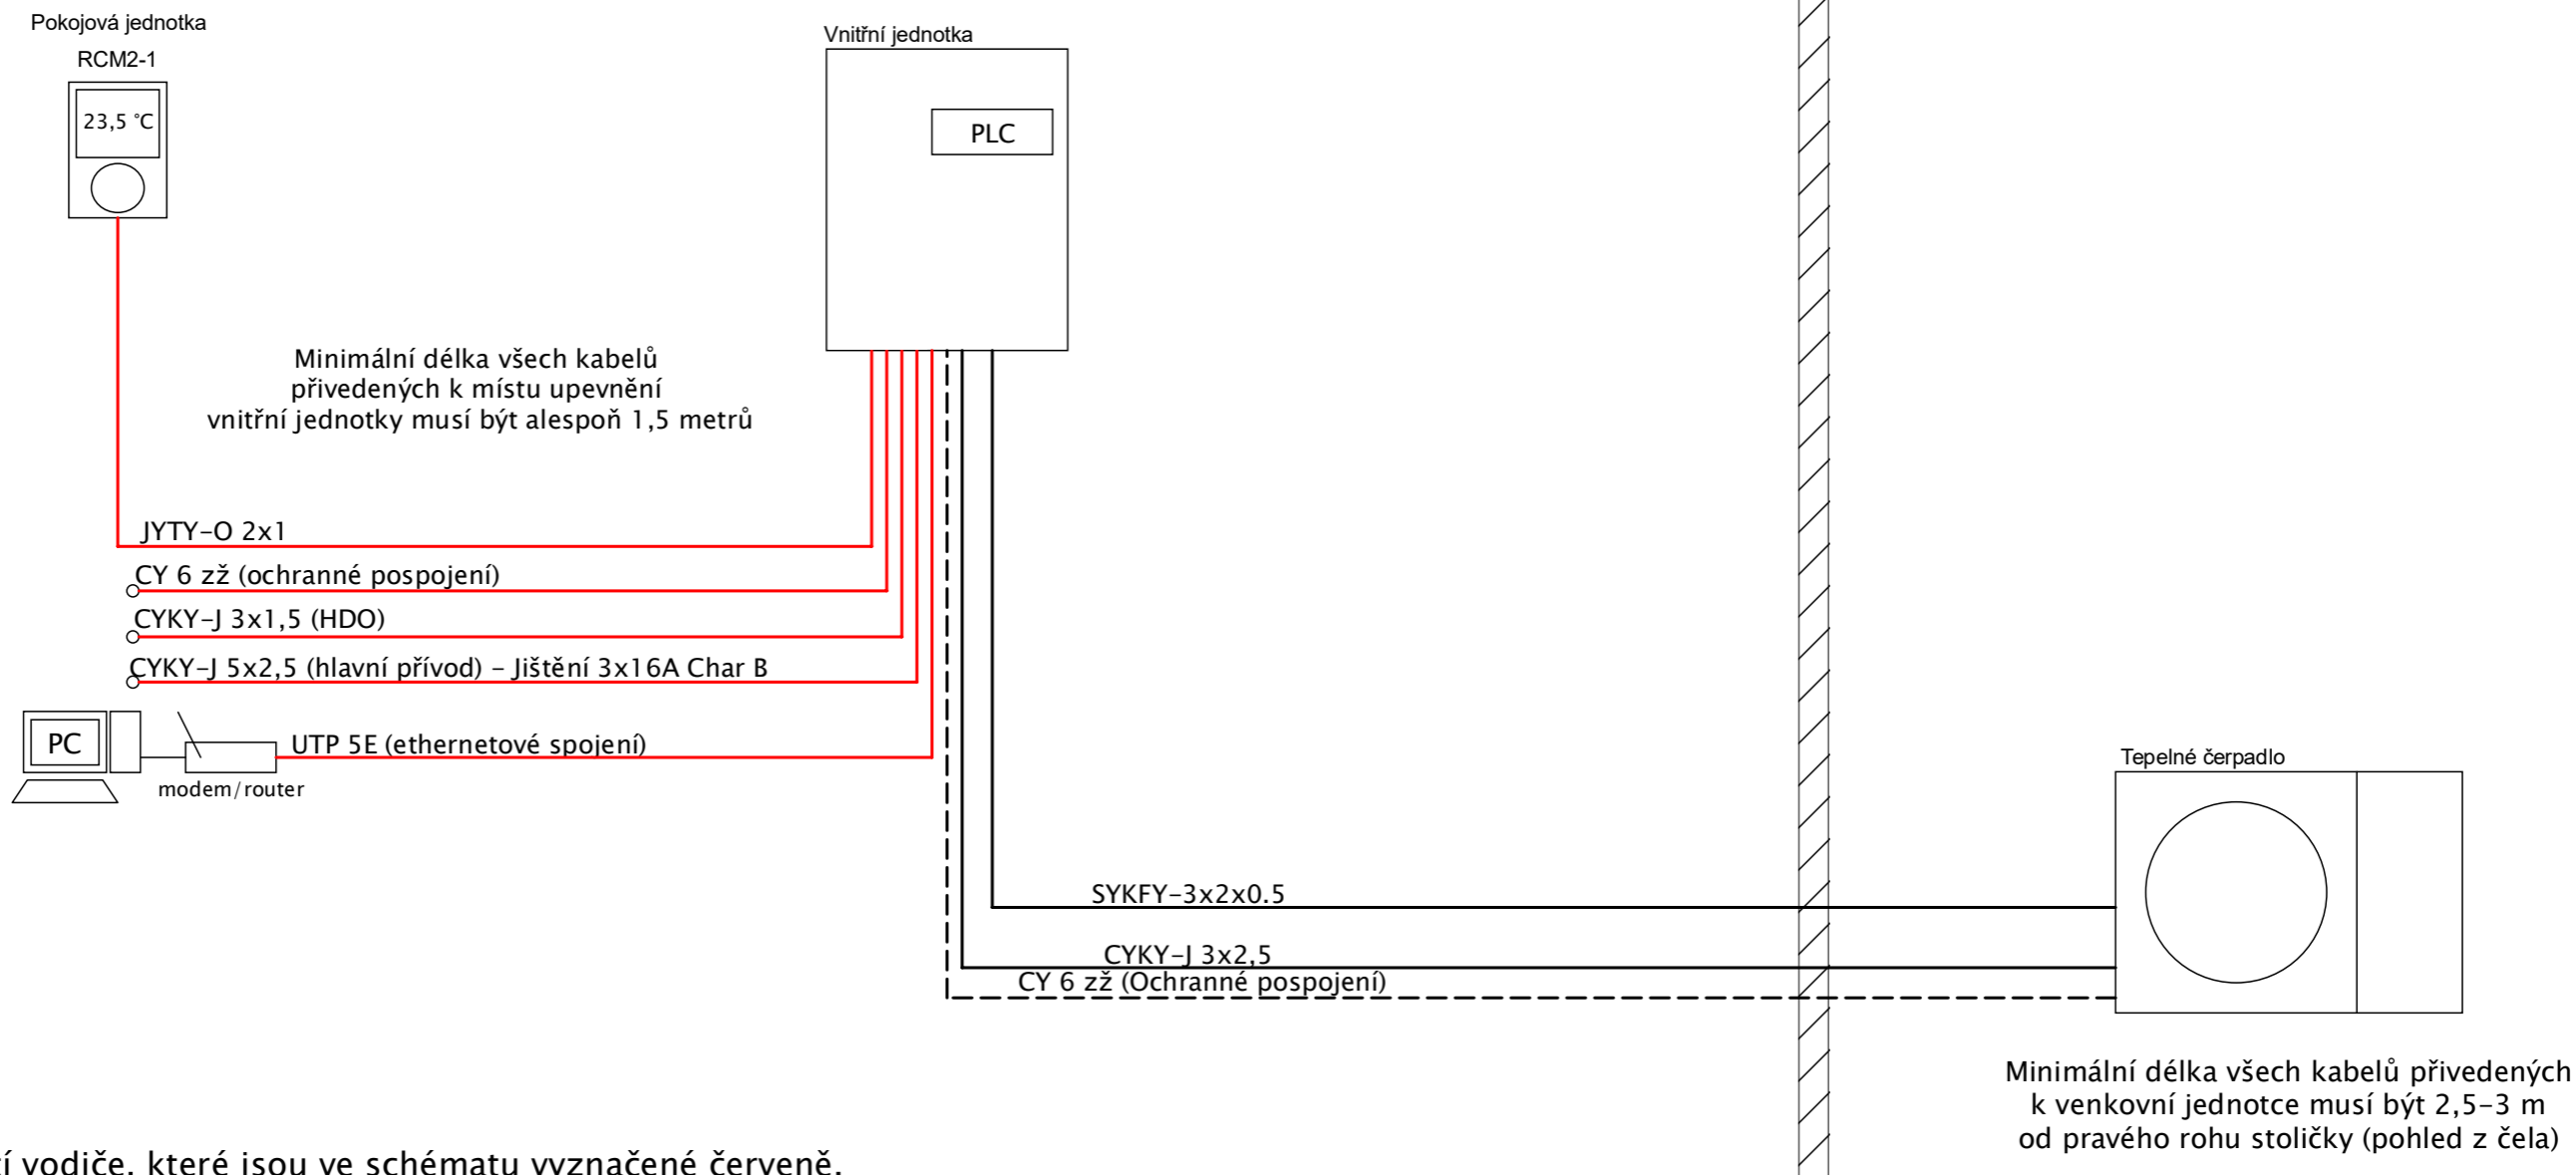 Pokojová jednotka
RCM2-1
23,5 °C
Vnitřní jednotka
PLC
Minimální délka všech kabelů
přivedených k místu upevnění
vnitřní jednotky musí být alespoň 1,5 metrů
JYTY-O 2x1
CY 6 zž (ochranné pospojení)
CYKY-J 3x1,5 (HDO)
CYKY-J 5x2,5 (hlavní přívod) - Jištění 3x16A Char B
PC
UTP 5E (ethernetové spojení)
modem/router
Tepelné čerpadlo
SYKFY-3x2x0.5
CYKY-J 3x2,5
CY 6 zž (Ochranné pospojení)
Minimální délka všech kabelů přivedených
k venkovní jednotce musí být 2,5-3 m
od pravého rohu stoličky (pohled z čela)
vodiče, které jsou ve schématu vyznačené červeně.